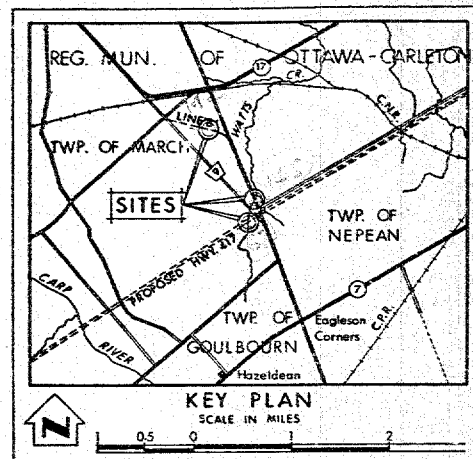 REG. MUN. OF OTTAWA-CARLETON
17
CR.
WATTS
C.N.R.
LINE 6
TWP. OF MARCH
9
SITES
TWP. OF
NEPEAN
PROPOSED HWY. 417
7
CARP
RIVER
TWP. OF
GOULBOURN
Eagleson
Corners
C.P.R.
Hazeldean
KEY PLAN
SCALE IN MILES
N
1 0.5 0 1 2